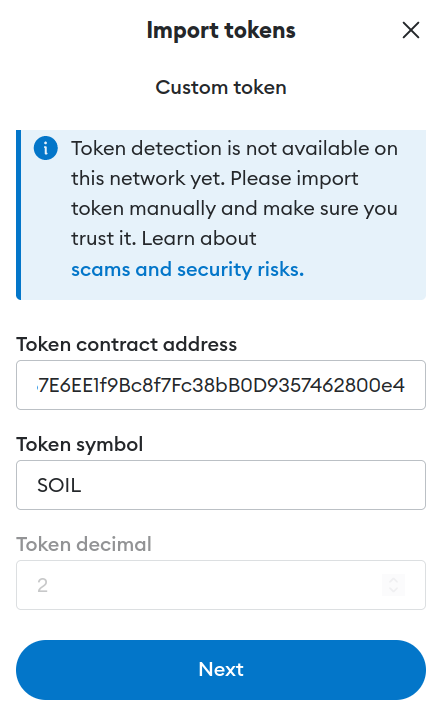 Import tokens
Custom token
Token detection is not available on
this network yet. Please import
token manually and make sure you
trust it. Learn about
scams and security risks.
Token contract address
7E6EE1f9Bc8f7Fc38bB0D9357462800e4
Token symbol
SOIL
Token decimal
2
Next